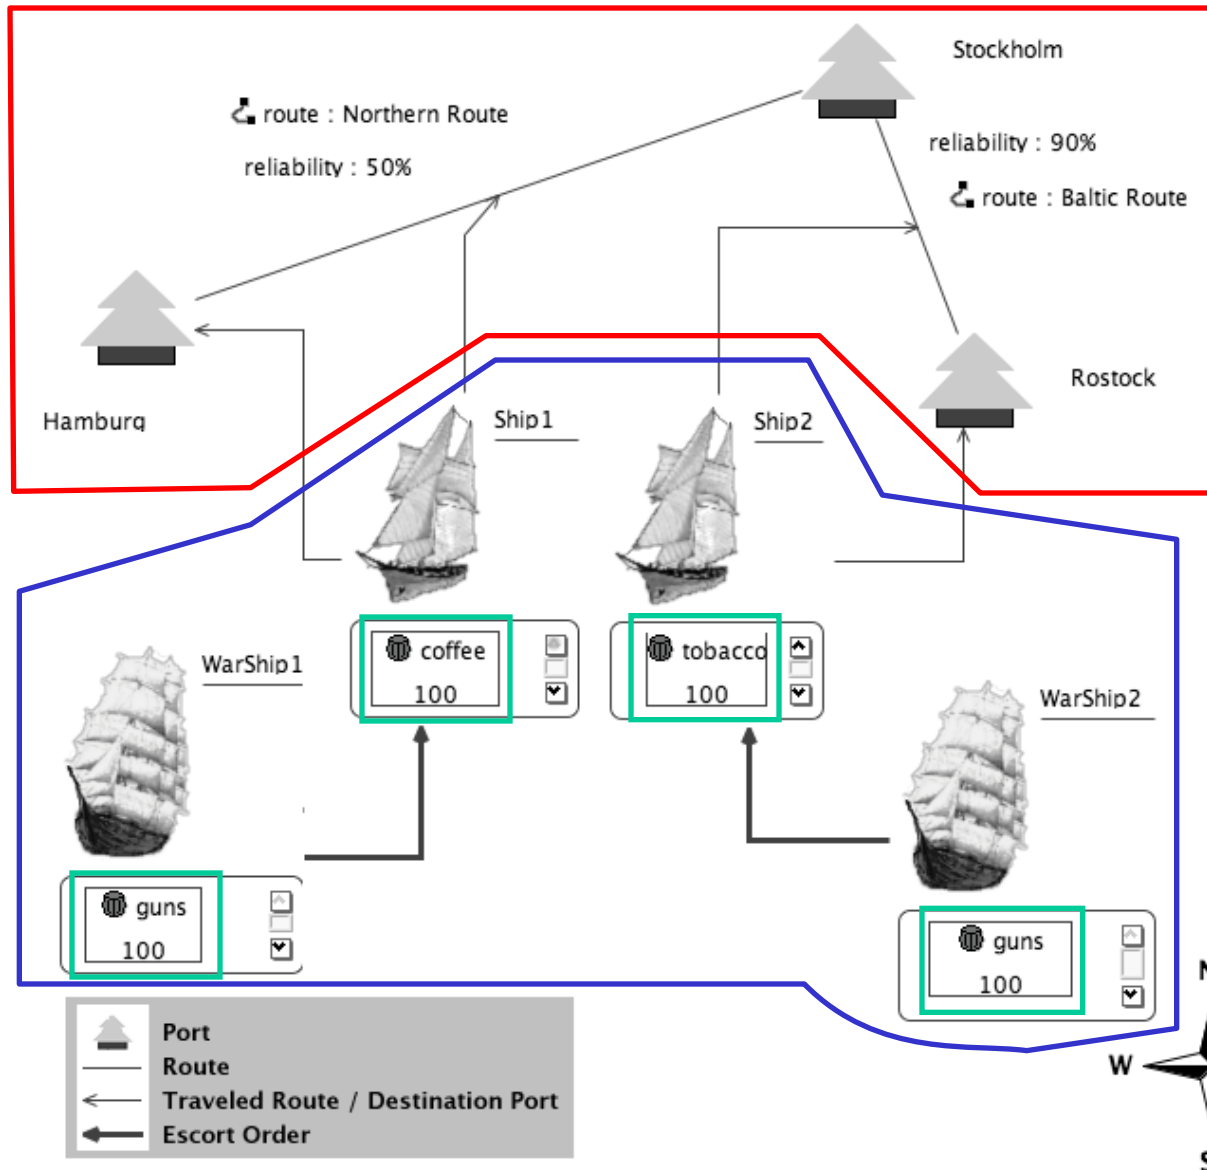 Stockholm
route : Northern Route
reliability : 50%
reliability : 90%
route : Baltic Route
Hamburg
Rostock
Ship1
Ship2
WarShip1
coffee
100
tobacco
100
WarShip2
guns
100
guns
100
Port
Route
Traveled Route / Destination Port
Escort Order
N
W
S